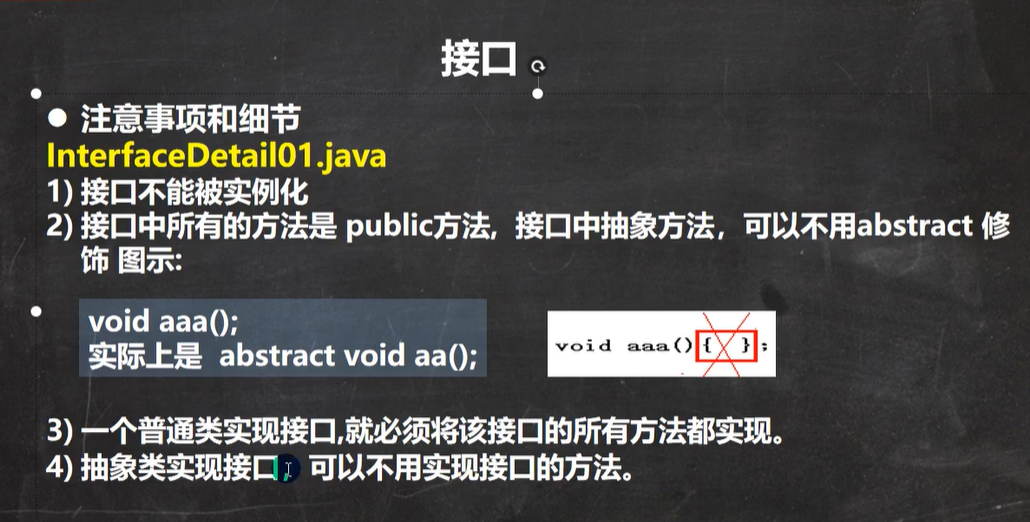 接口
● 注意事项和细节
InterfaceDetail01.java
1) 接口不能被实例化
2) 接口中所有的方法是 public方法, 接口中抽象方法，可以不用abstract 修
饰 图示:
void aaa();
实际上是 abstract void aa();
void aaa(){ };
3) 一个普通类实现接口,就必须将该接口的所有方法都实现。
4) 抽象类实现接口，可以不用实现接口的方法。